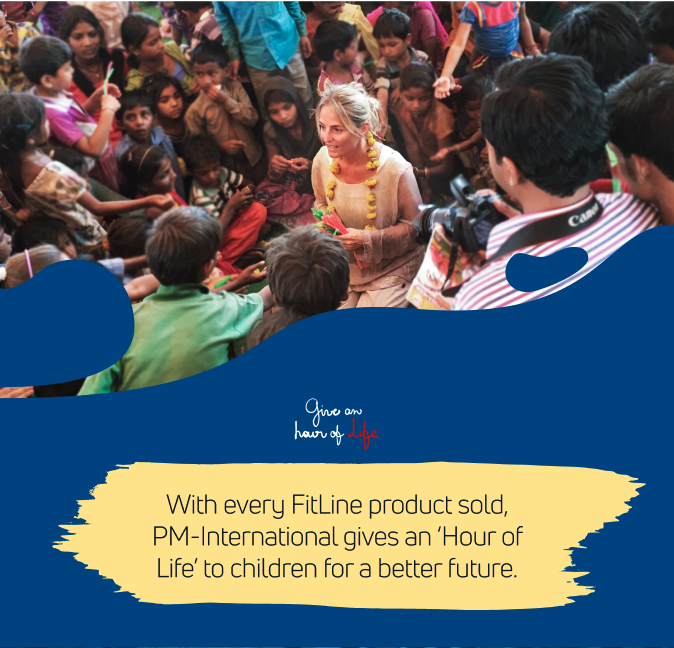 Canon
Give an
hour of Life
With every FitLine product sold,
PM-International gives an ‘Hour of
Life’ to children for a better future.